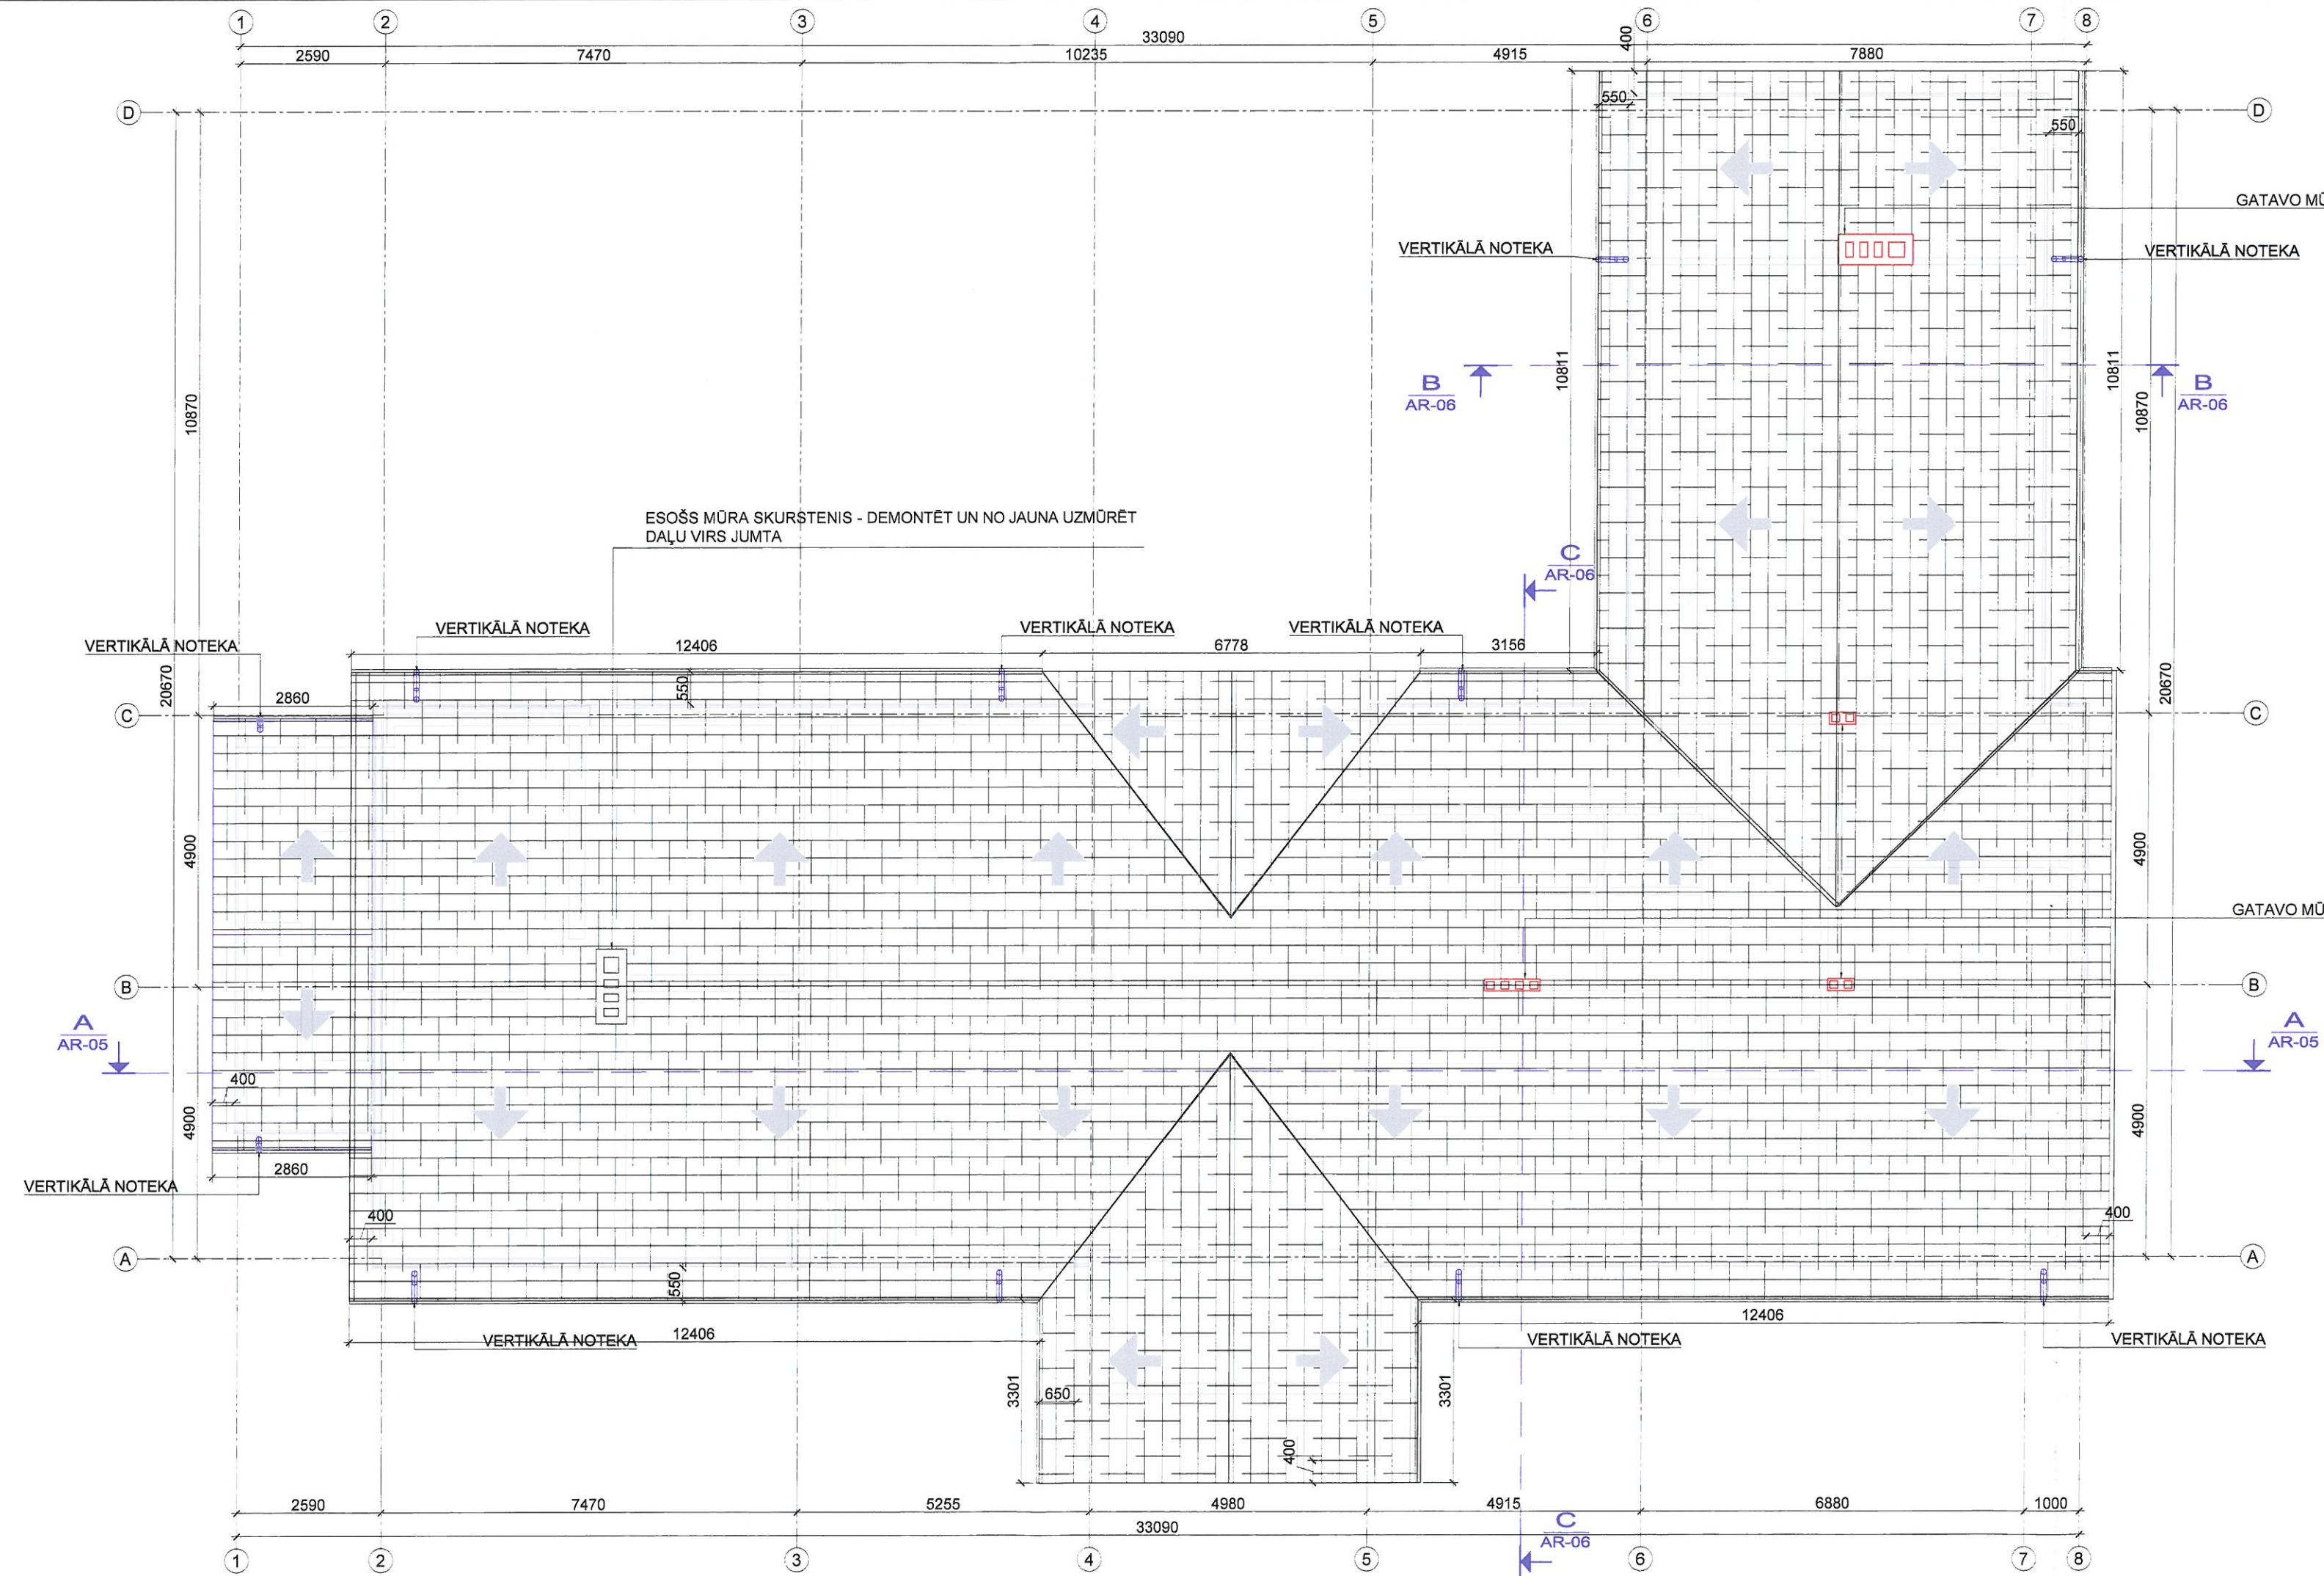 1 2 3 4 5 6 7 8
33090
2590 7470 10235 4915 400 7880
D 550 550 D
GATAVO MŪ
VERTIKĀLĀ NOTEKA VERTIKĀLĀ NOTEKA
10870 10811 10811 10870
B
AR-06
B
AR-06
ESOŠS MŪRA SKURSTENIS - DEMONTĒT UN NO JAUNA UZMŪRĒT
DAĻU VIRS JUMTA
C
AR-06
VERTIKĀLĀ NOTEKA VERTIKĀLĀ NOTEKA VERTIKĀLĀ NOTEKA
VERTIKĀLĀ NOTEKA
12406 6778 3156
20670 2860 550 20670
C C
4900 4900
GATAVO MŪ
B B
A
AR-05
A
AR-05
400
4900 4900
2860
VERTIKĀLĀ NOTEKA
400 400
A A
550
12406 12406
VERTIKĀLĀ NOTEKA VERTIKĀLĀ NOTEKA VERTIKĀLĀ NOTEKA
3301 650 3301
400
2590 7470 5255 4980 4915 6880 1000
33090
C
AR-06
1 2 3 4 5 6 7 8